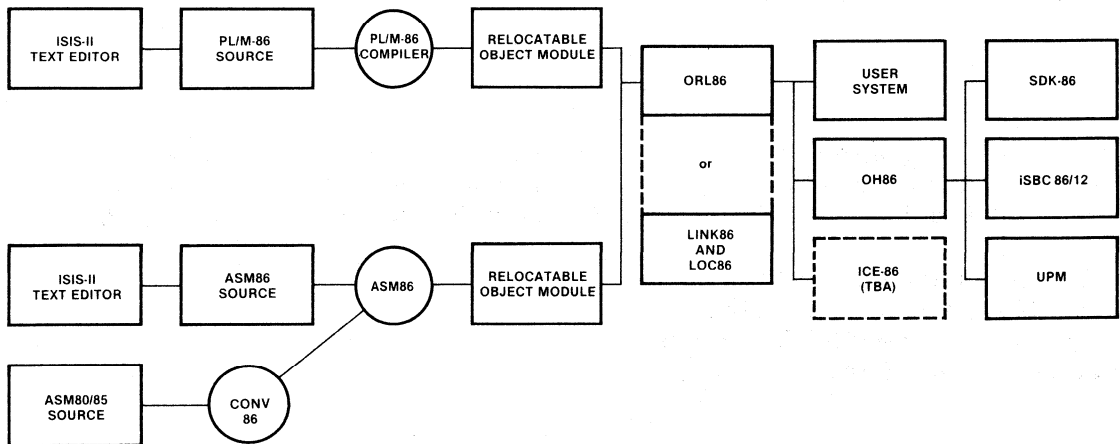 ISIS-II
TEXT EDITOR
PL/M-86
SOURCE
PL/M-86
COMPILER
RELOCATABLE
OBJECT MODULE
ORL86
or
LINK86
AND
LOC86
USER
SYSTEM
OH86
ICE-86
(TBA)
SDK-86
iSBC 86/12
UPM
ISIS-II
TEXT EDITOR
ASM86
SOURCE
ASM86
RELOCATABLE
OBJECT MODULE
ASM80/85
SOURCE
CONV
86